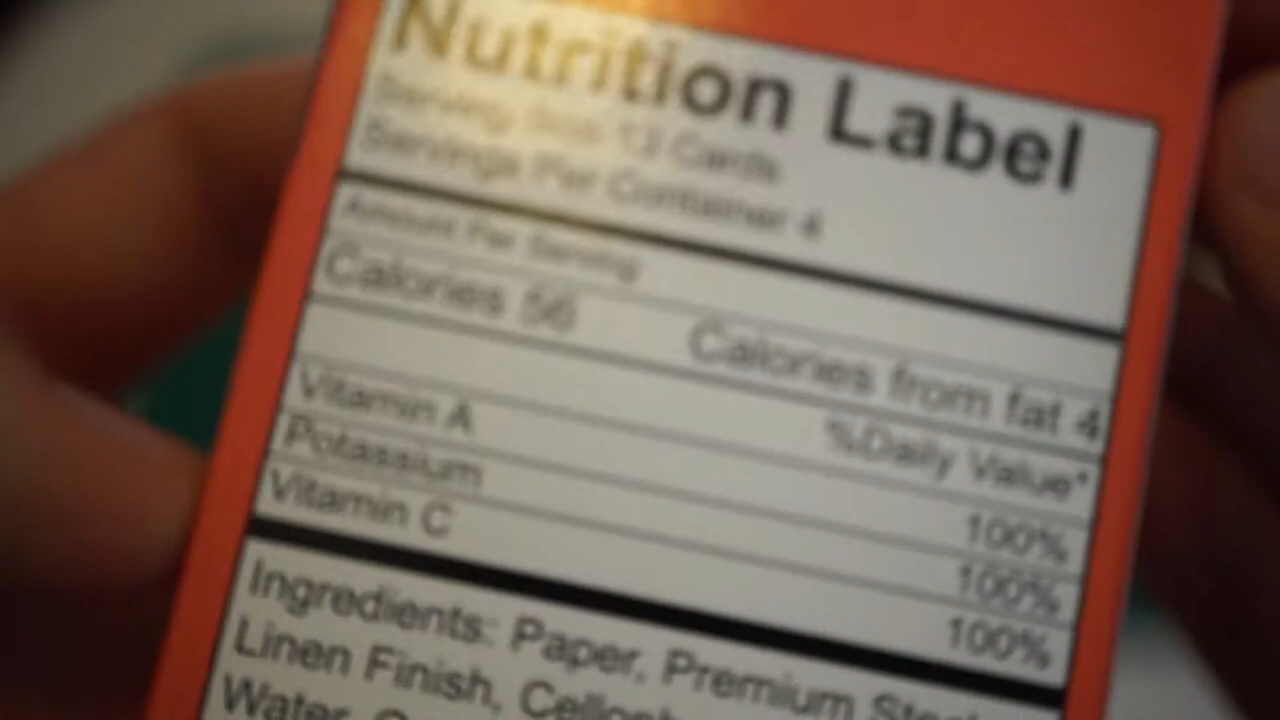 Nutrition Label
Serving Size 13 Cards
Servings Per Container 4
Amount Per Serving
Calories 56 Calories from fat 4
%Daily Value*
Vitamin A 100%
Potassium 100%
Vitamin C 100%
Ingredients: Paper, Premium
Linen Finish,
Water,